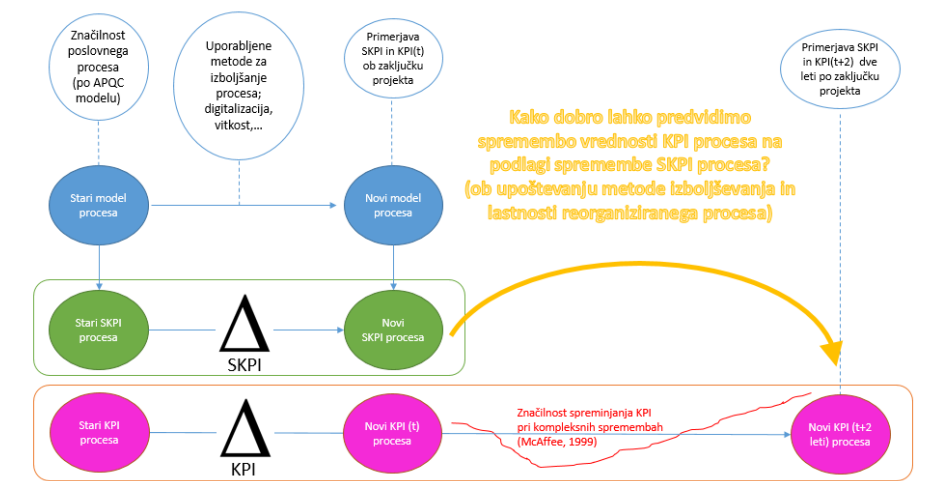 Značilnost
poslovnega
procesa
(po APQC
modelu)
Uporabljene
metode za
izboljšanje
procesa;
digitalizacija,
vitkost,...
Primerjava
SKPI in KPI(t)
ob zaključku
projekta
Primerjava SKPI
in KPI(t+2) dve
leti po zaključku
projekta
Kako dobro lahko predvidimo
spremembo vrednosti KPI procesa na
podlagi spremembe SKPI procesa?
(ob upoštevanju metode izboljševanja in
lastnosti reorganiziranega procesa)
Stari model
procesa
Novi model
procesa
Stari SKPI
procesa
Δ
SKPI
Novi
SKPI procesa
Stari KPI
procesa
Δ
KPI
Novi KPI (t)
procesa
Značilnost spreminjanja KPI
pri kompleksnih spremembah
(McAffee, 1999)
Novi KPI (t+2
leti) procesa